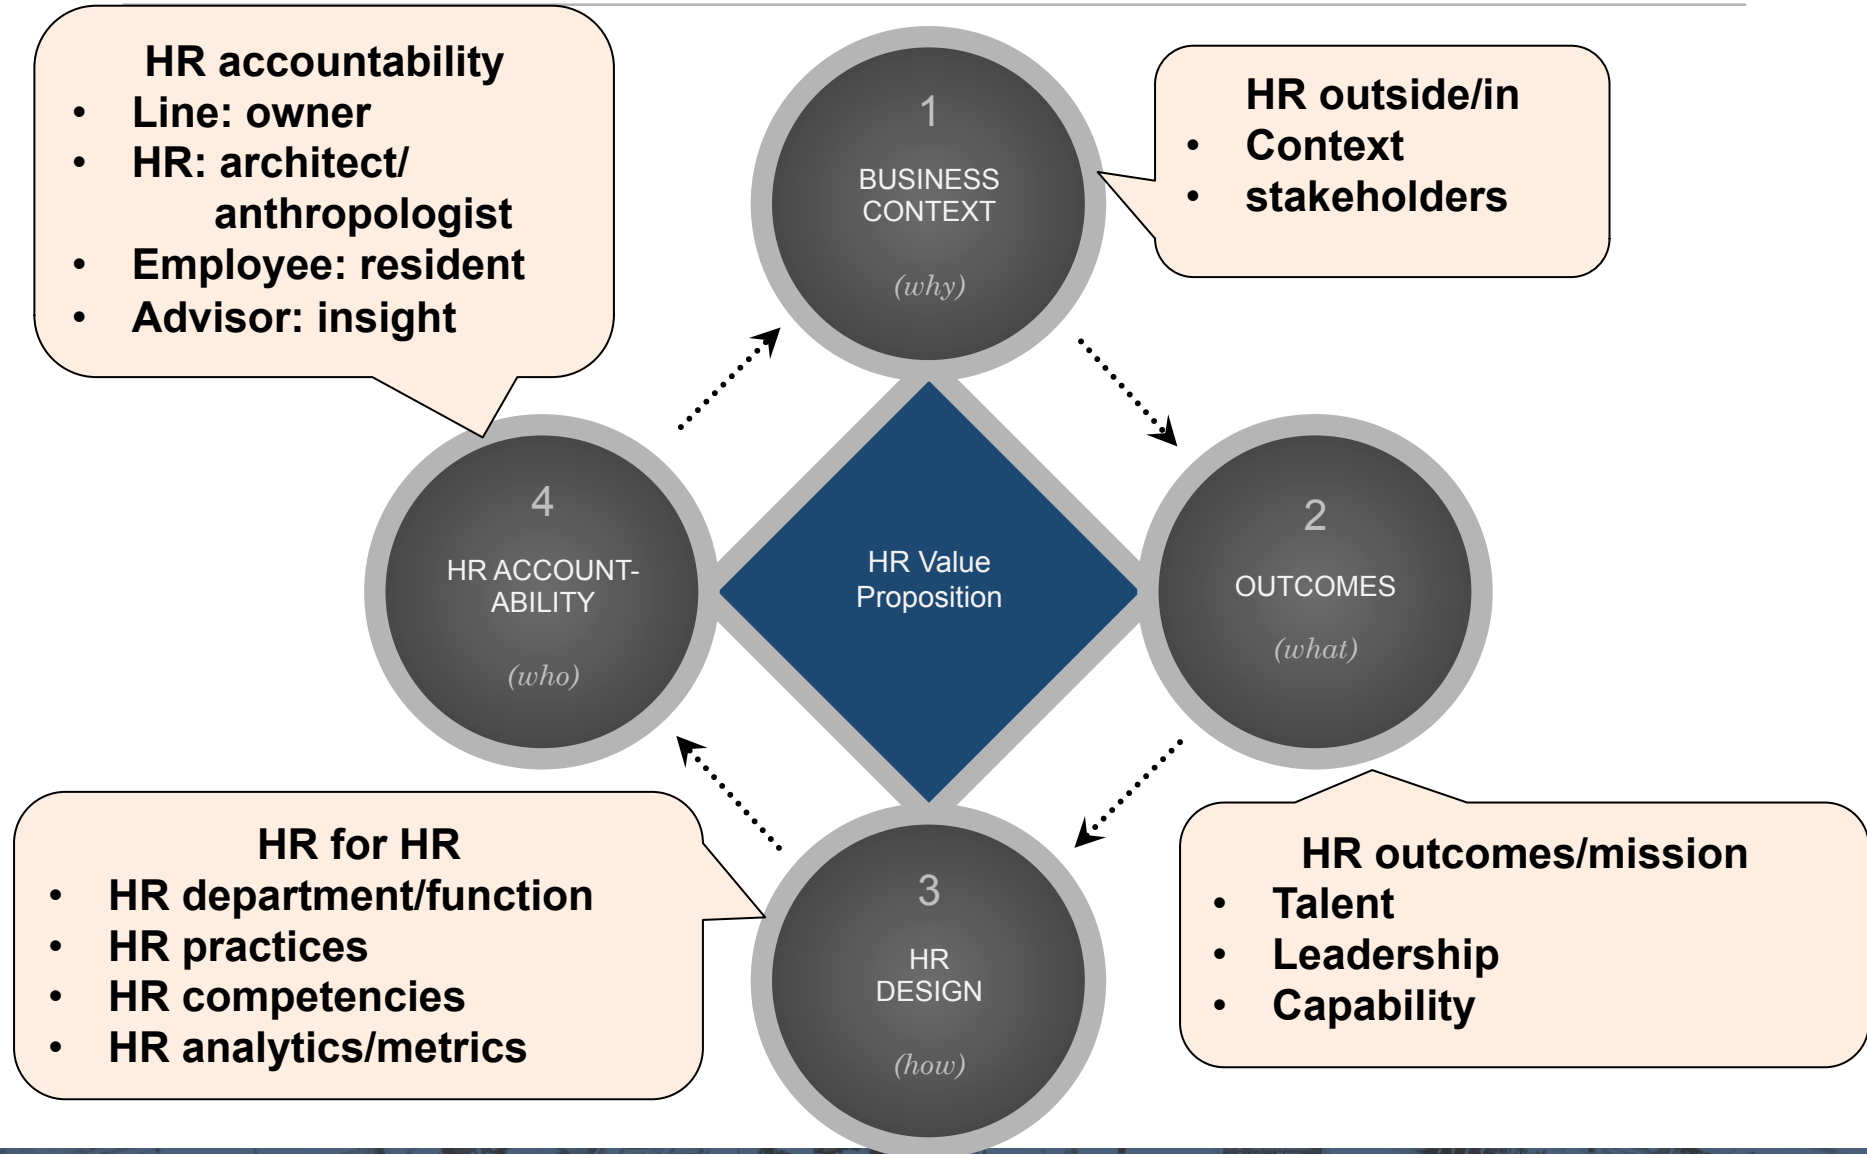 HR accountability
• Line: owner
• HR: architect/
anthropologist
• Employee: resident
• Advisor: insight
1
BUSINESS
CONTEXT
(why)
HR outside/in
• Context
• stakeholders
4
HR ACCOUNT-
ABILITY
(who)
HR Value
Proposition
2
OUTCOMES
(what)
HR for HR
• HR department/function
• HR practices
• HR competencies
• HR analytics/metrics
3
HR
DESIGN
(how)
HR outcomes/mission
• Talent
• Leadership
• Capability